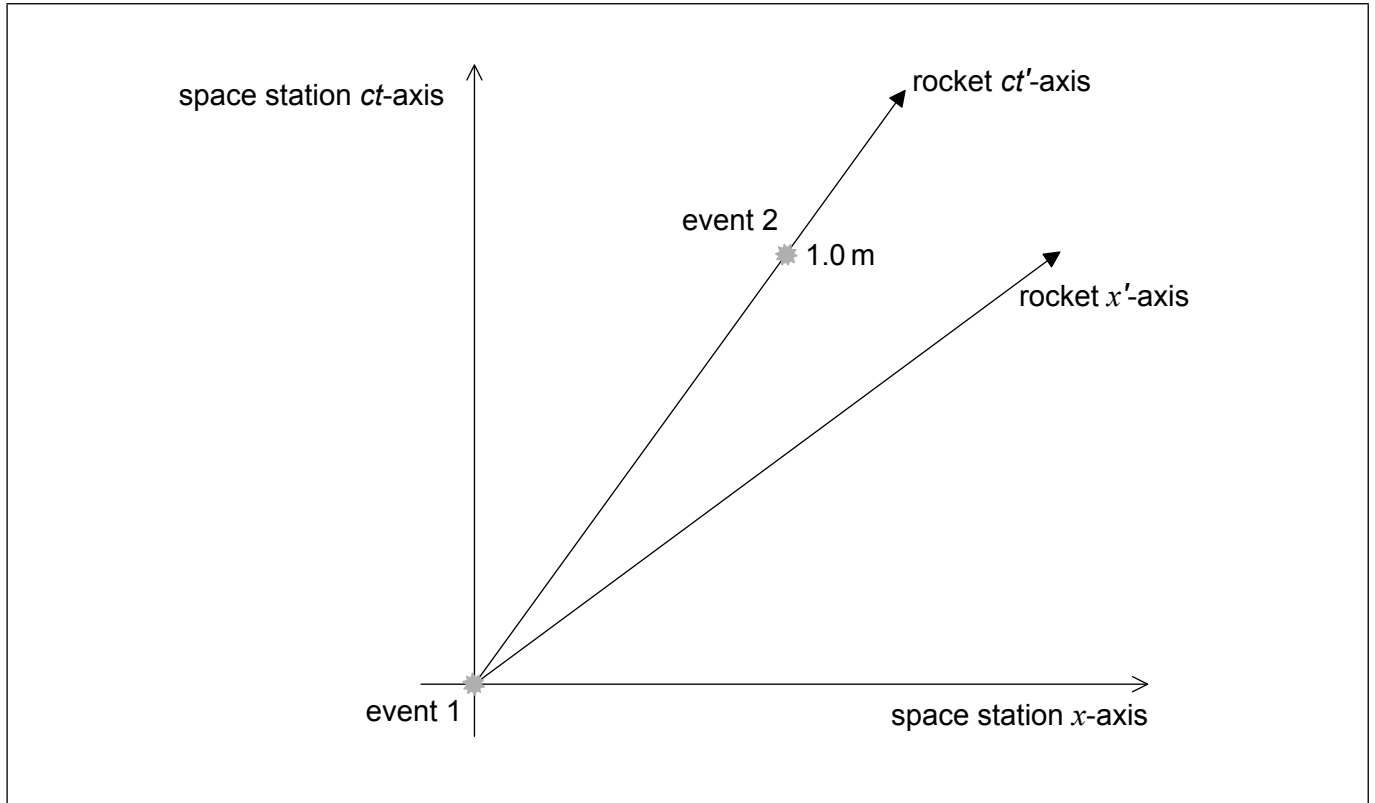 space station ct-axis
rocket ct′-axis
event 2
1.0 m
rocket x′-axis
event 1
space station x-axis